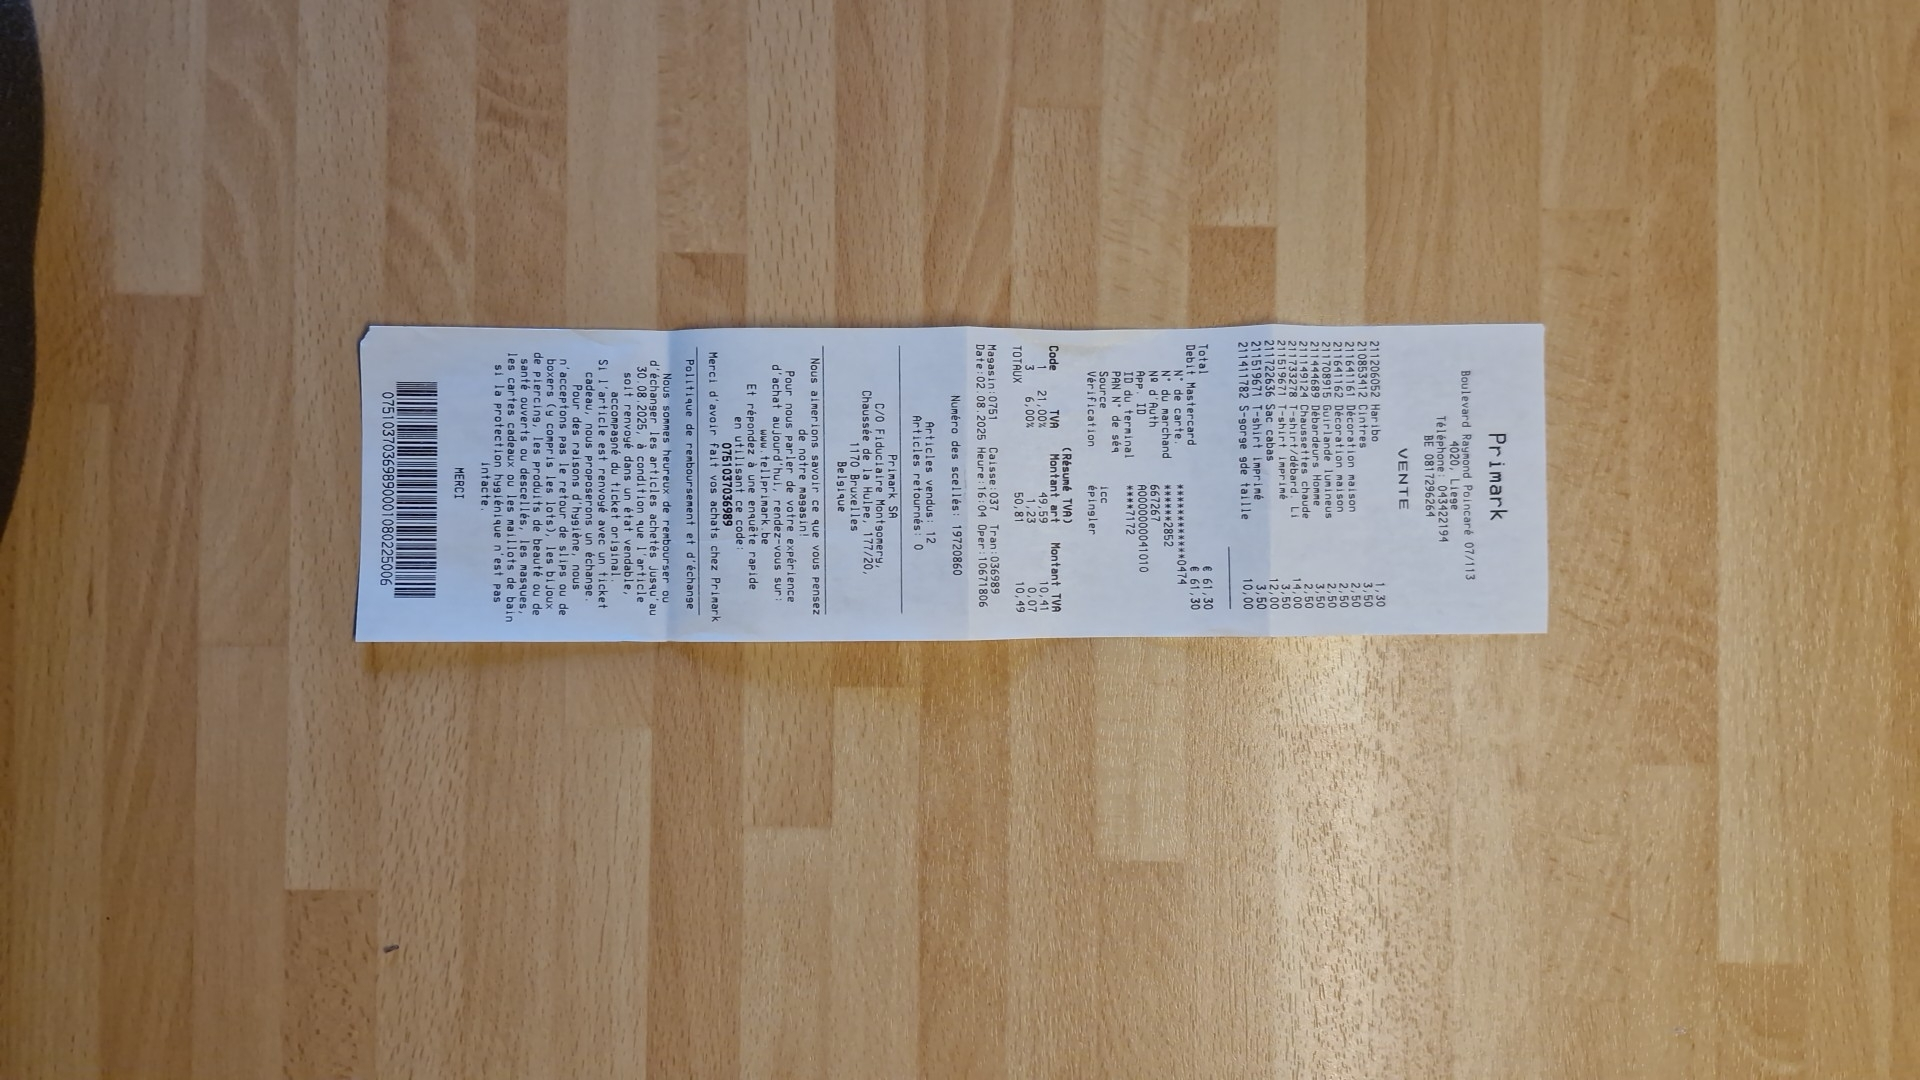 Primark
Boulevard Raymond Poincaré 07/113
4020, Liege
Téléphone 043422194
BE 0817296264
VENTE
211206052 Haribo 1,30
210853412 Cintres 3,50
211641161 Décoration maison 2,50
211641162 Décoration maison 2,50
211708915 Guirlande lumineus 2,50
211444689 Débardeurs Homme 3,50
211149124 Chaussettes chaude 2,50
211733278 T-shirt/débard. Li 14,00
211519671 T-shirt imprimé 3,50
211722636 Sac cabas 12,00
211519671 T-shirt imprimé 3,50
211411782 S-gorge gde taille 10,00
Total € 61,30
Debit Mastercard € 61,30
N° de carte. ************0474
N° du marchand ******2852
Nº d'Auth 667267
App. ID A0000000041010
ID du terminal ****7172
PAN N° de séq
Source icc
Vérification épingler
(Résumé TVA)
Code TVA Montant art Montant TVA
1 21,00% 49,59 10,41
3 6,00% 1,23 0,07
TOTAUX 50,81 10,49
Magasin:0751 Caisse:037 Tran:036989
Date:02.08.2025 Heure:16:04 Oper:10671806
Numéro des scellés: 19720860
Articles vendus: 12
Articles retournés: 0
Primark SA
C/O Fiduciaire Montgomery,
Chaussée de la Hulpe, 177/20,
1170 Bruxelles
Belgique
Nous aimerions savoir ce que vous pensez
de notre magasin!
Pour nous parler de votre expérience
d'achat aujourd'hui, rendez-vous sur:
www.tellprimark.be
Et répondez à une enquête rapide
en utilisant ce code:
075103703698 9
Merci d'avoir fait vos achats chez Primark
Politique de remboursement et d'échange
Nous sommes heureux de rembourser ou
d'échanger les articles achetés jusqu'au
30.08.2025, à condition que l'article
soit renvoyé dans un état vendable,
accompagné du ticket original.
Si l'article est renvoyé avec un ticket
cadeau, nous proposerons un échange.
Pour des raisons d'hygiène, nous
n'acceptons pas le retour de slips ou de
boxers (y compris les lots), les bijoux
de piercing, les produits de beauté ou de
santé ouverts ou descellés, les masques,
les cartes cadeaux ou les maillots de bain
si la protection hygiénique n'est pas
intacte.
MERCI
0751037036989000108022500​6